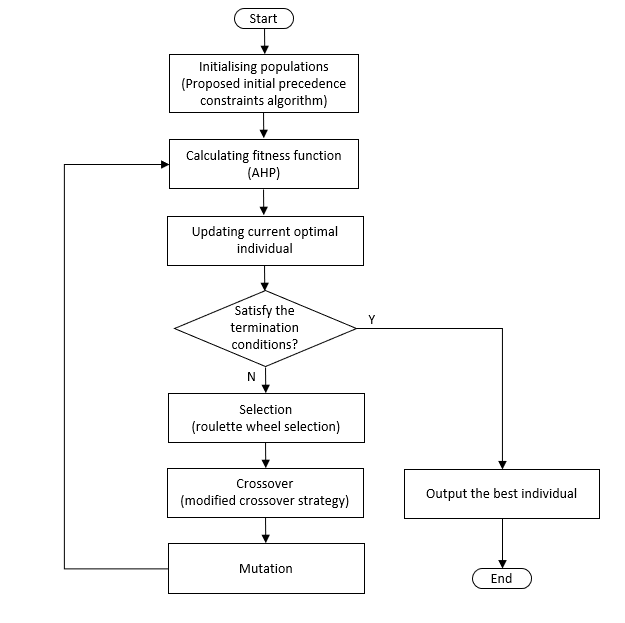 Start
Initialising populations
(Proposed initial precedence
constraints algorithm)
Calculating fitness function
(AHP)
Updating current optimal
individual
Satisfy the
termination
conditions?
Y
N
Selection
(roulette wheel selection)
Crossover
(modified crossover strategy)
Output the best individual
Mutation
End